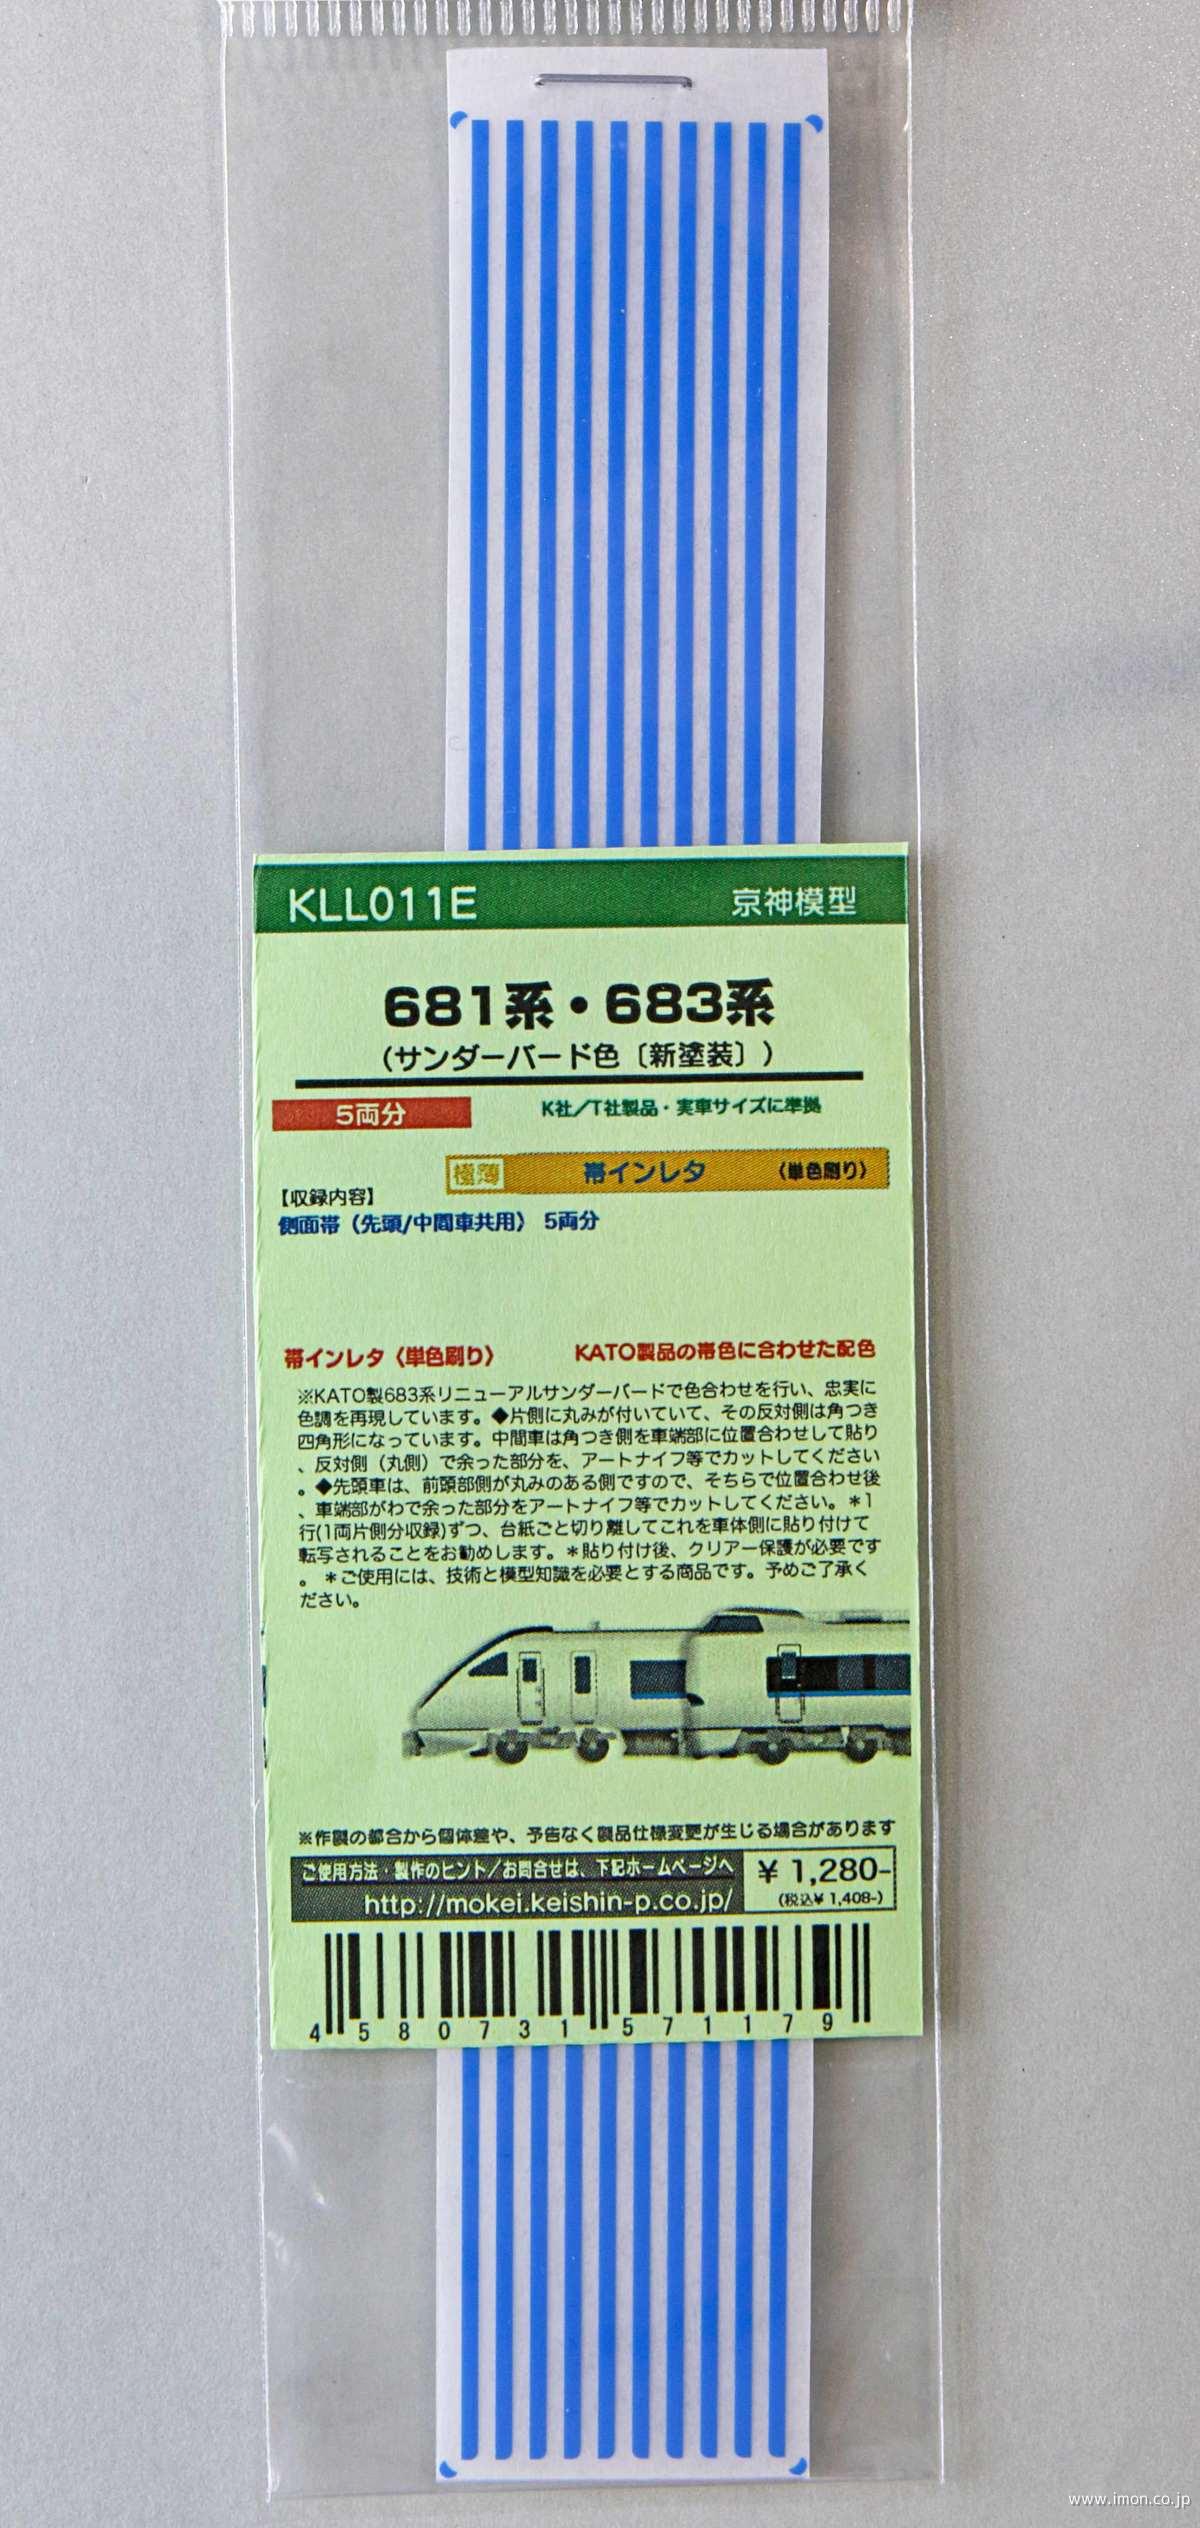 KLL011E 京神模型
681系・683系
(サンダーバード色〔新塗装〕)
5両分 K社/T社製品・実車サイズに準拠
極薄 帯インレタ 〈単色刷り〉
【収録内容】
側面帯(先頭/中間車共用) 5両分
帯インレタ〈単色刷り〉 KATO製品の帯色に合わせた配色
※KATO製683系リニューアルサンダーバードで色合わせを行い、忠実に
色調を再現しています。◆片側に丸みが付いていて、その反対側は角つき
四角形になっています。中間車は角つき側を車端部に位置合わせして貼り
、反対側(丸側)で余った部分を、アートナイフ等でカットしてください
。◆先頭車は、前頭部側が丸みのある側ですので、そちらで位置合わせ後
、車端部がわで余った部分をアートナイフ等でカットしてください。*1
行(1両片側分収録)ずつ、台紙ごと切り離してこれを車体側に貼り付けて
転写されることをお勧めします。*貼り付け後、クリアー保護が必要です
。*ご使用には、技術と模型知識を必要とする商品です。予めご了承く
ださい。
※作製の都合から個体差や、予告なく製品仕様変更が生じる場合があります
ご使用方法・製作のヒント/お問合せは、下記ホームページへ
http://mokei.keishin-p.co.jp/
¥ 1,280-
(税込¥ 1,408-)
4580731571179
www.imon.co.jp